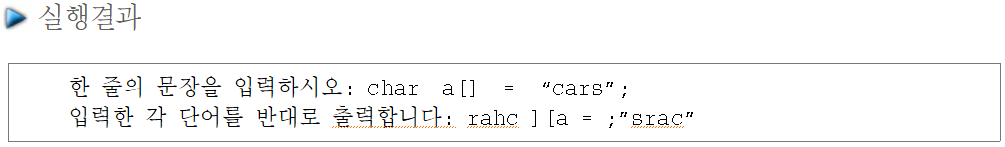 실행결과
한 줄의 문장을 입력하시오: char a[] = “cars”;
입력한 각 단어를 반대로 출력합니다: rahc ][a = ;”srac”